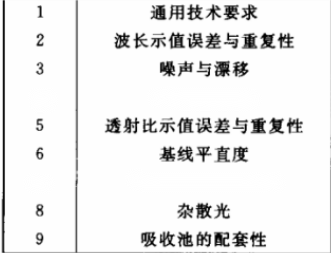 1 通用技术要求
2 波长示值误差与重复性
3 噪声与漂移
5 透射比示值误差与重复性
6 基线平直度
8 杂散光
9 吸收池的配套性